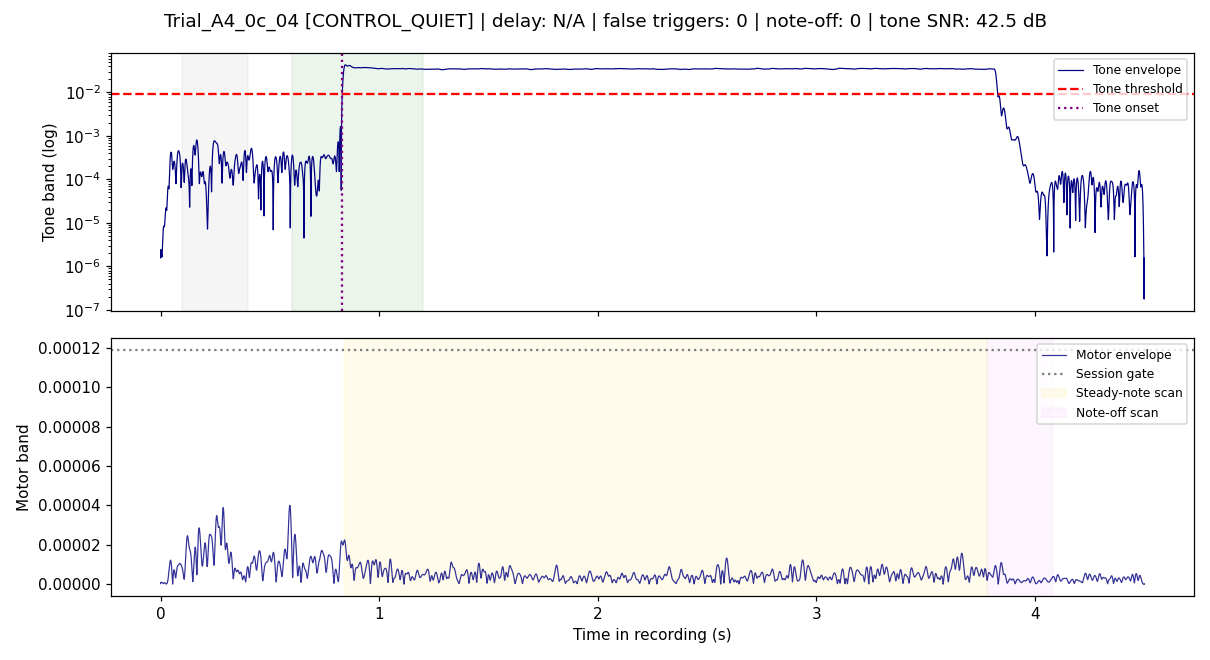 Trial_A4_0c_04 [CONTROL_QUIET] | delay: N/A | false triggers: 0 | note-off: 0 | tone SNR: 42.5 dB
Tone band (log)
10⁻²
10⁻³
10⁻⁴
10⁻⁵
10⁻⁶
10⁻⁷
Tone envelope
Tone threshold
Tone onset
Motor band
0.00012
0.00010
0.00008
0.00006
0.00004
0.00002
0.00000
Motor envelope
Session gate
Steady-note scan
Note-off scan
0 1 2 3 4
Time in recording (s)